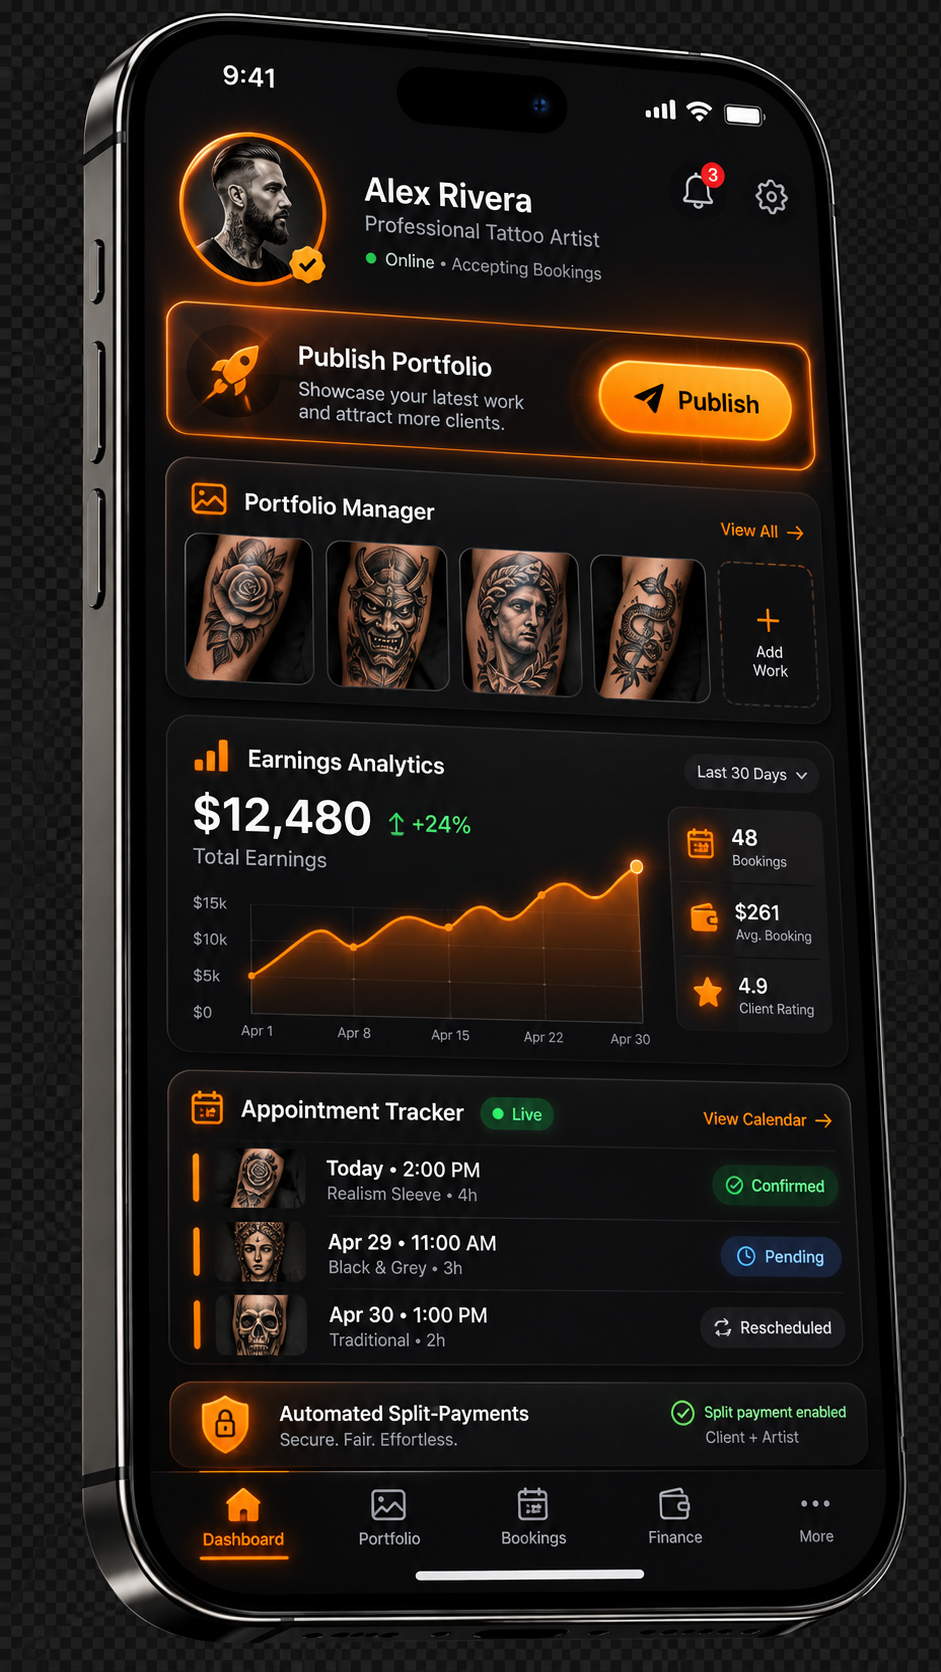 9:41
3
Alex Rivera
Professional Tattoo Artist
Online • Accepting Bookings
Publish Portfolio
Showcase your latest work
and attract more clients.
Publish
Portfolio Manager
View All →
+
Add
Work
Earnings Analytics
Last 30 Days
$12,480 ↑ +24%
Total Earnings
$15k
$10k
$5k
$0
Apr 1
Apr 8
Apr 15
Apr 22
Apr 30
48
Bookings
$261
Avg. Booking
4.9
Client Rating
Appointment Tracker
Live
View Calendar →
Today • 2:00 PM
Realism Sleeve • 4h
Confirmed
Apr 29 • 11:00 AM
Black & Grey • 3h
Pending
Apr 30 • 1:00 PM
Traditional • 2h
Rescheduled
Automated Split-Payments
Secure. Fair. Effortless.
Split payment enabled
Client + Artist
Dashboard
Portfolio
Bookings
Finance
More